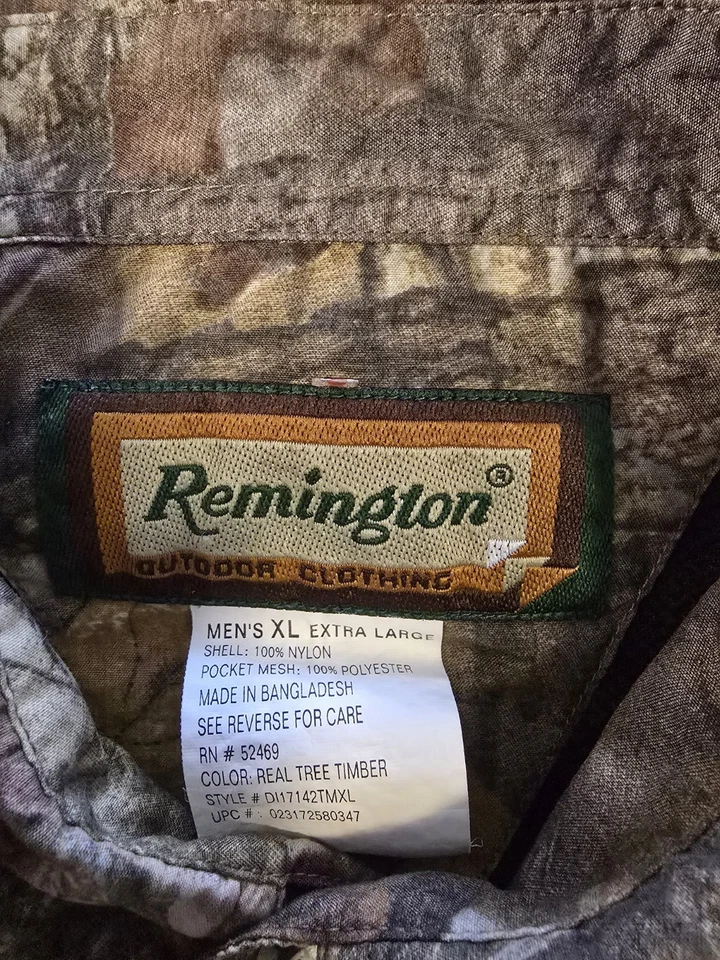 Remington®
OUTDOOR CLOTHING
MEN'S XL EXTRA LARGE
SHELL: 100% NYLON
POCKET MESH: 100% POLYESTER
MADE IN BANGLADESH
SEE REVERSE FOR CARE
RN # 52469
COLOR: REAL TREE TIMBER
STYLE # DI17142TMXL
UPC # : 023172580347